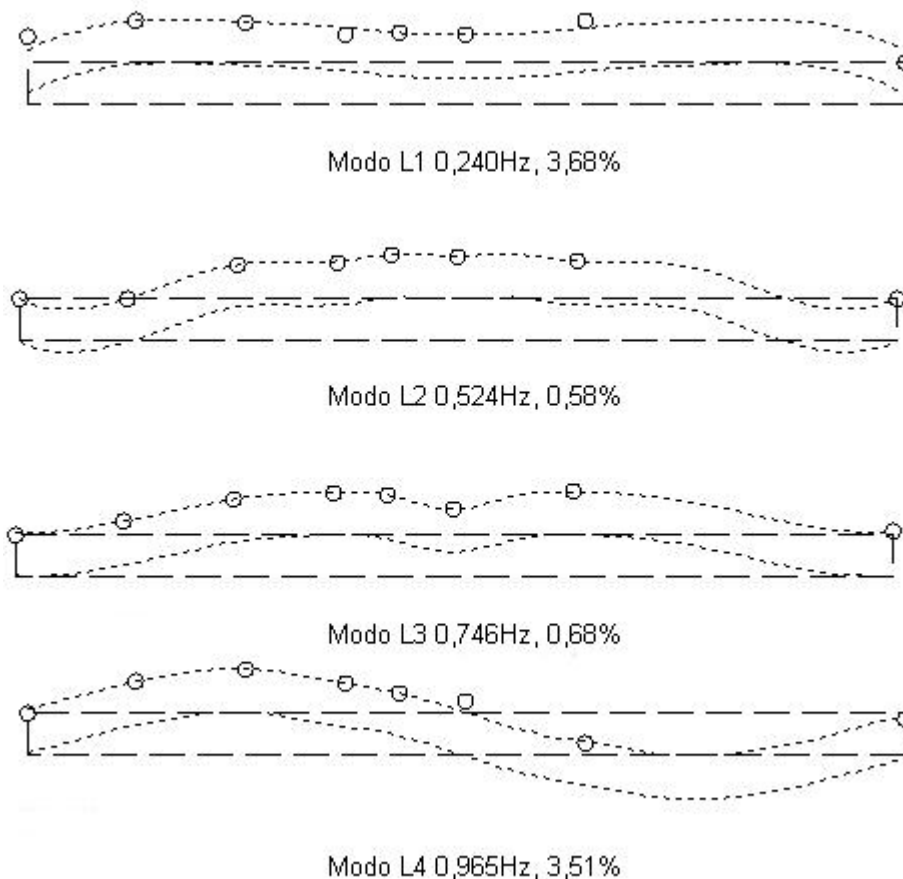 Modo L1 0,240Hz, 3,68%
Modo L2 0,524Hz, 0,58%
Modo L3 0,746Hz, 0,68%
Modo L4 0,965Hz, 3,51%